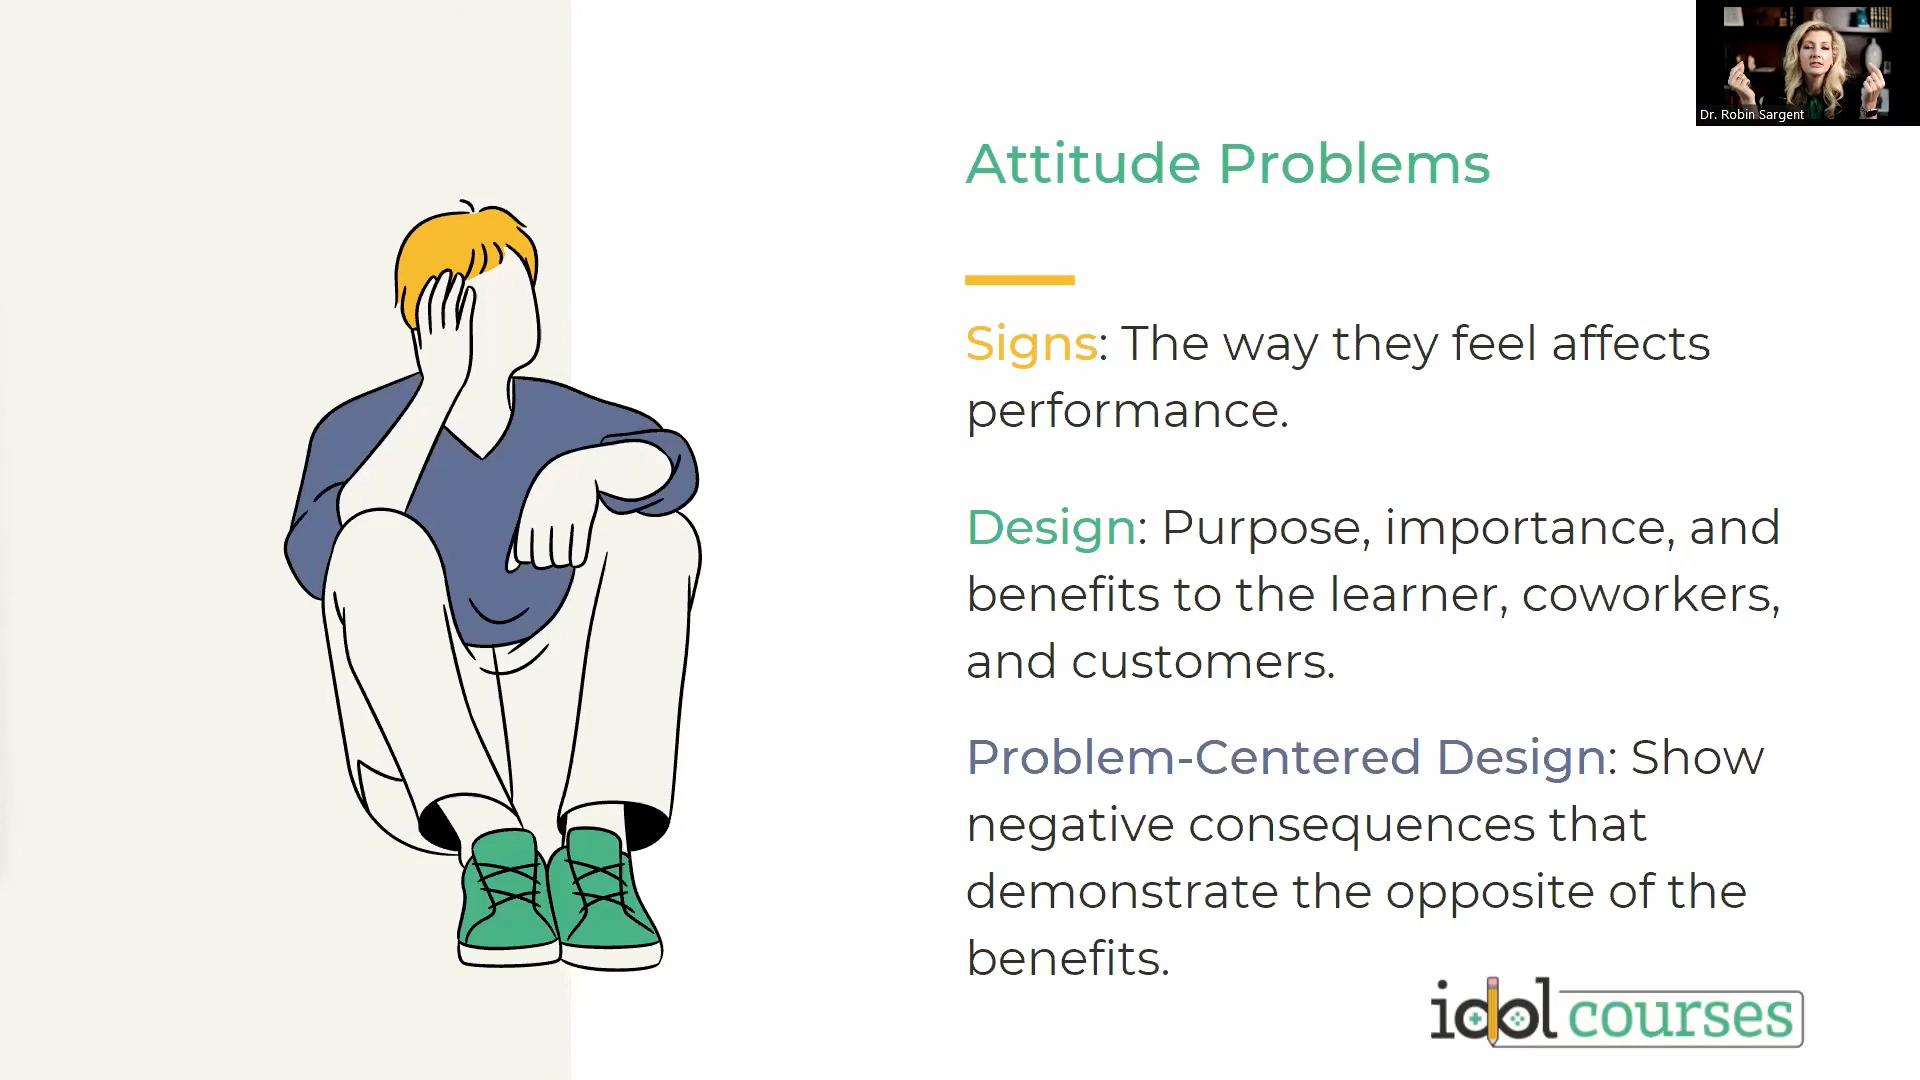 Dr. Robin Sargent
Attitude Problems
Signs: The way they feel affects
performance.
Design: Purpose, importance, and
benefits to the learner, coworkers,
and customers.
Problem-Centered Design: Show
negative consequences that
demonstrate the opposite of the
benefits.
idol courses